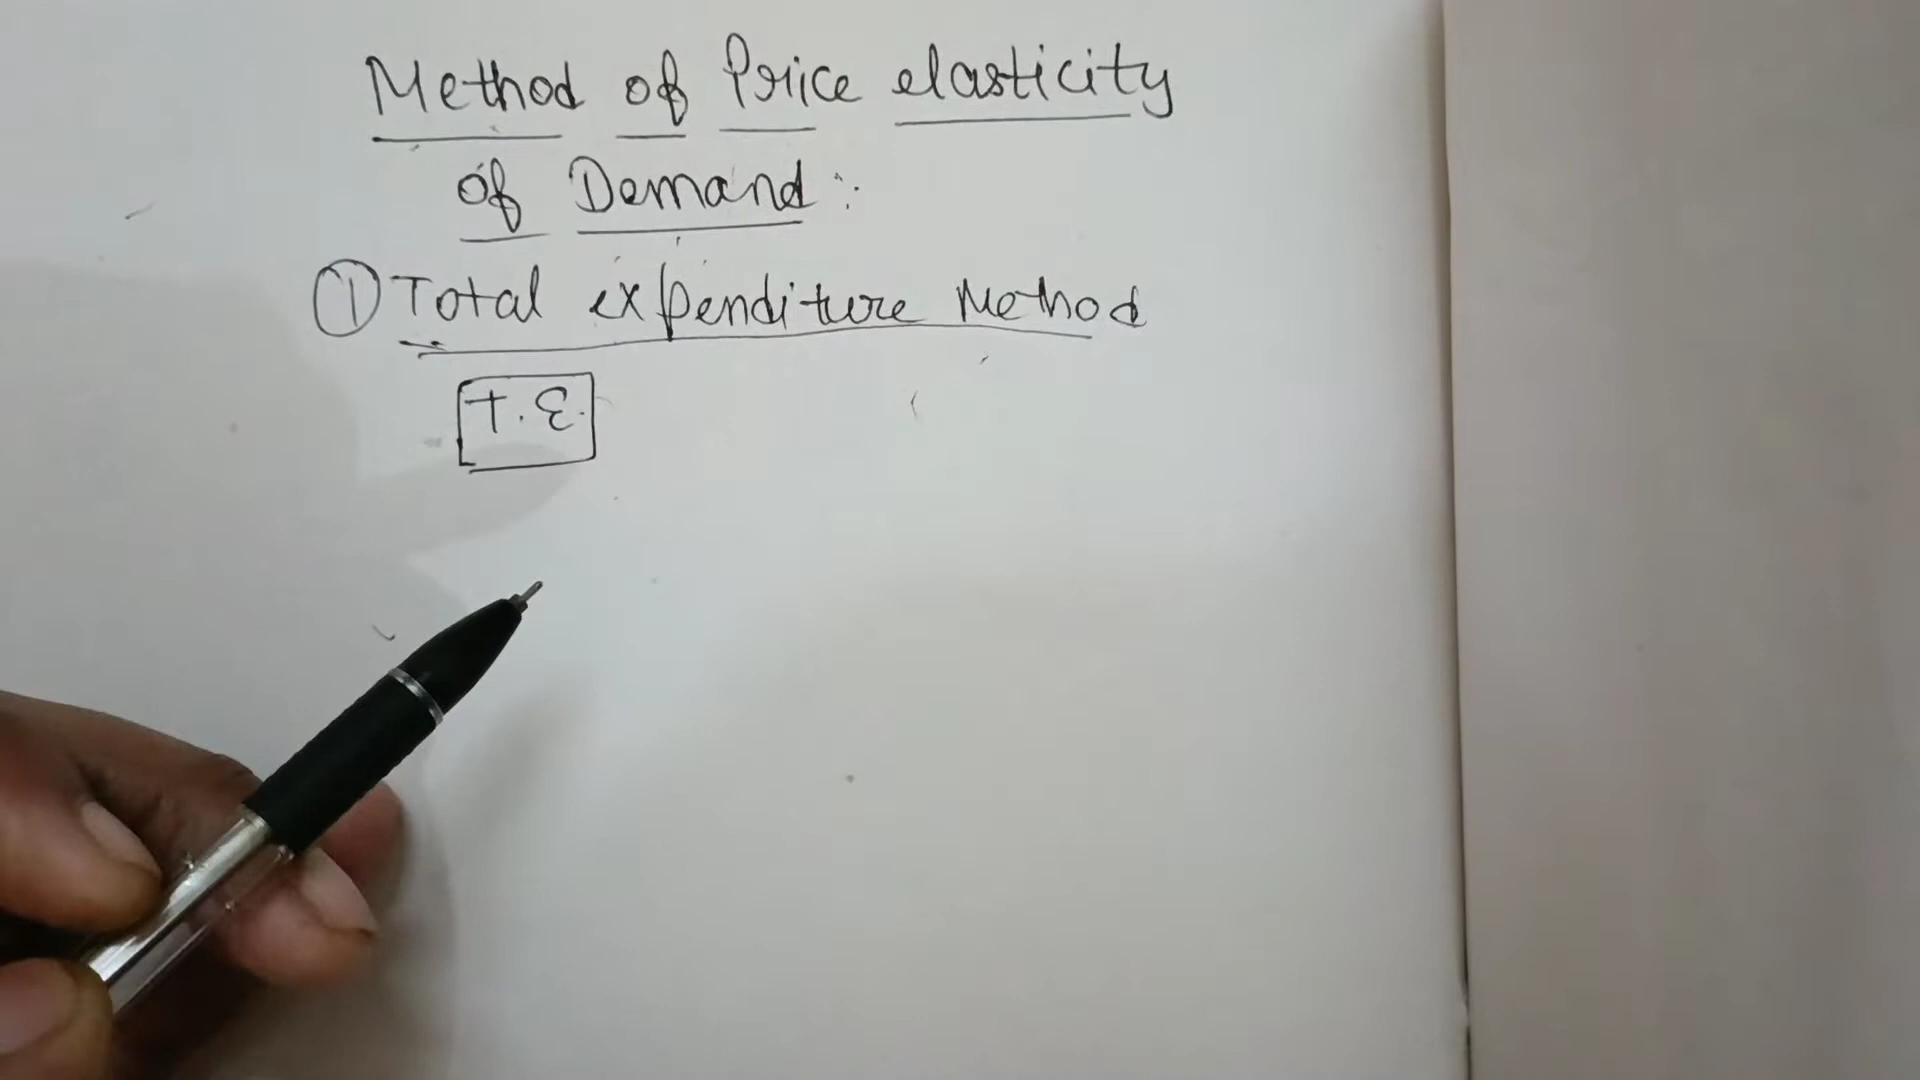 Method of Price elasticity
of Demand :
① Total expenditure Method
T.E.